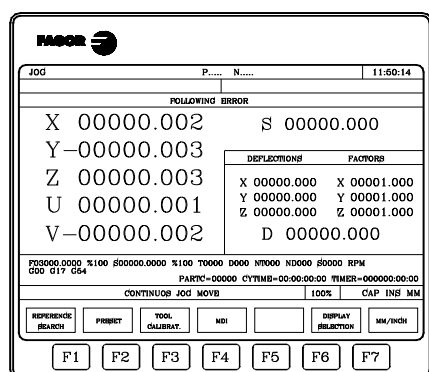 FAGOR
JOG P..... N..... 11:50:14
FOLLOWING ERROR
X 00000.002
Y-00000.003
Z 00000.003
U 00000.001
V-00000.002
S 00000.000
DEFLECTIONS FACTORS
X 00000.000 X 00001.000
Y 00000.000 Y 00001.000
Z 00000.000 Z 00001.000
D 00000.000
F03000.0000 %100 S00000.0000 %100 T0000 D000 NT000 ND000 S0000 RPM
G00 G17 G54
PARTC=00000 CYTIME=00:00:00:00 TIMER=000000:00:00
CONTINUOS JOG MOVE 100% CAP INS MM
REFERENCE SEARCH
PRESET
TOOL CALIBRAT.
MDI
DISPLAY SELECTION
MM/INCH
F1 F2 F3 F4 F5 F6 F7